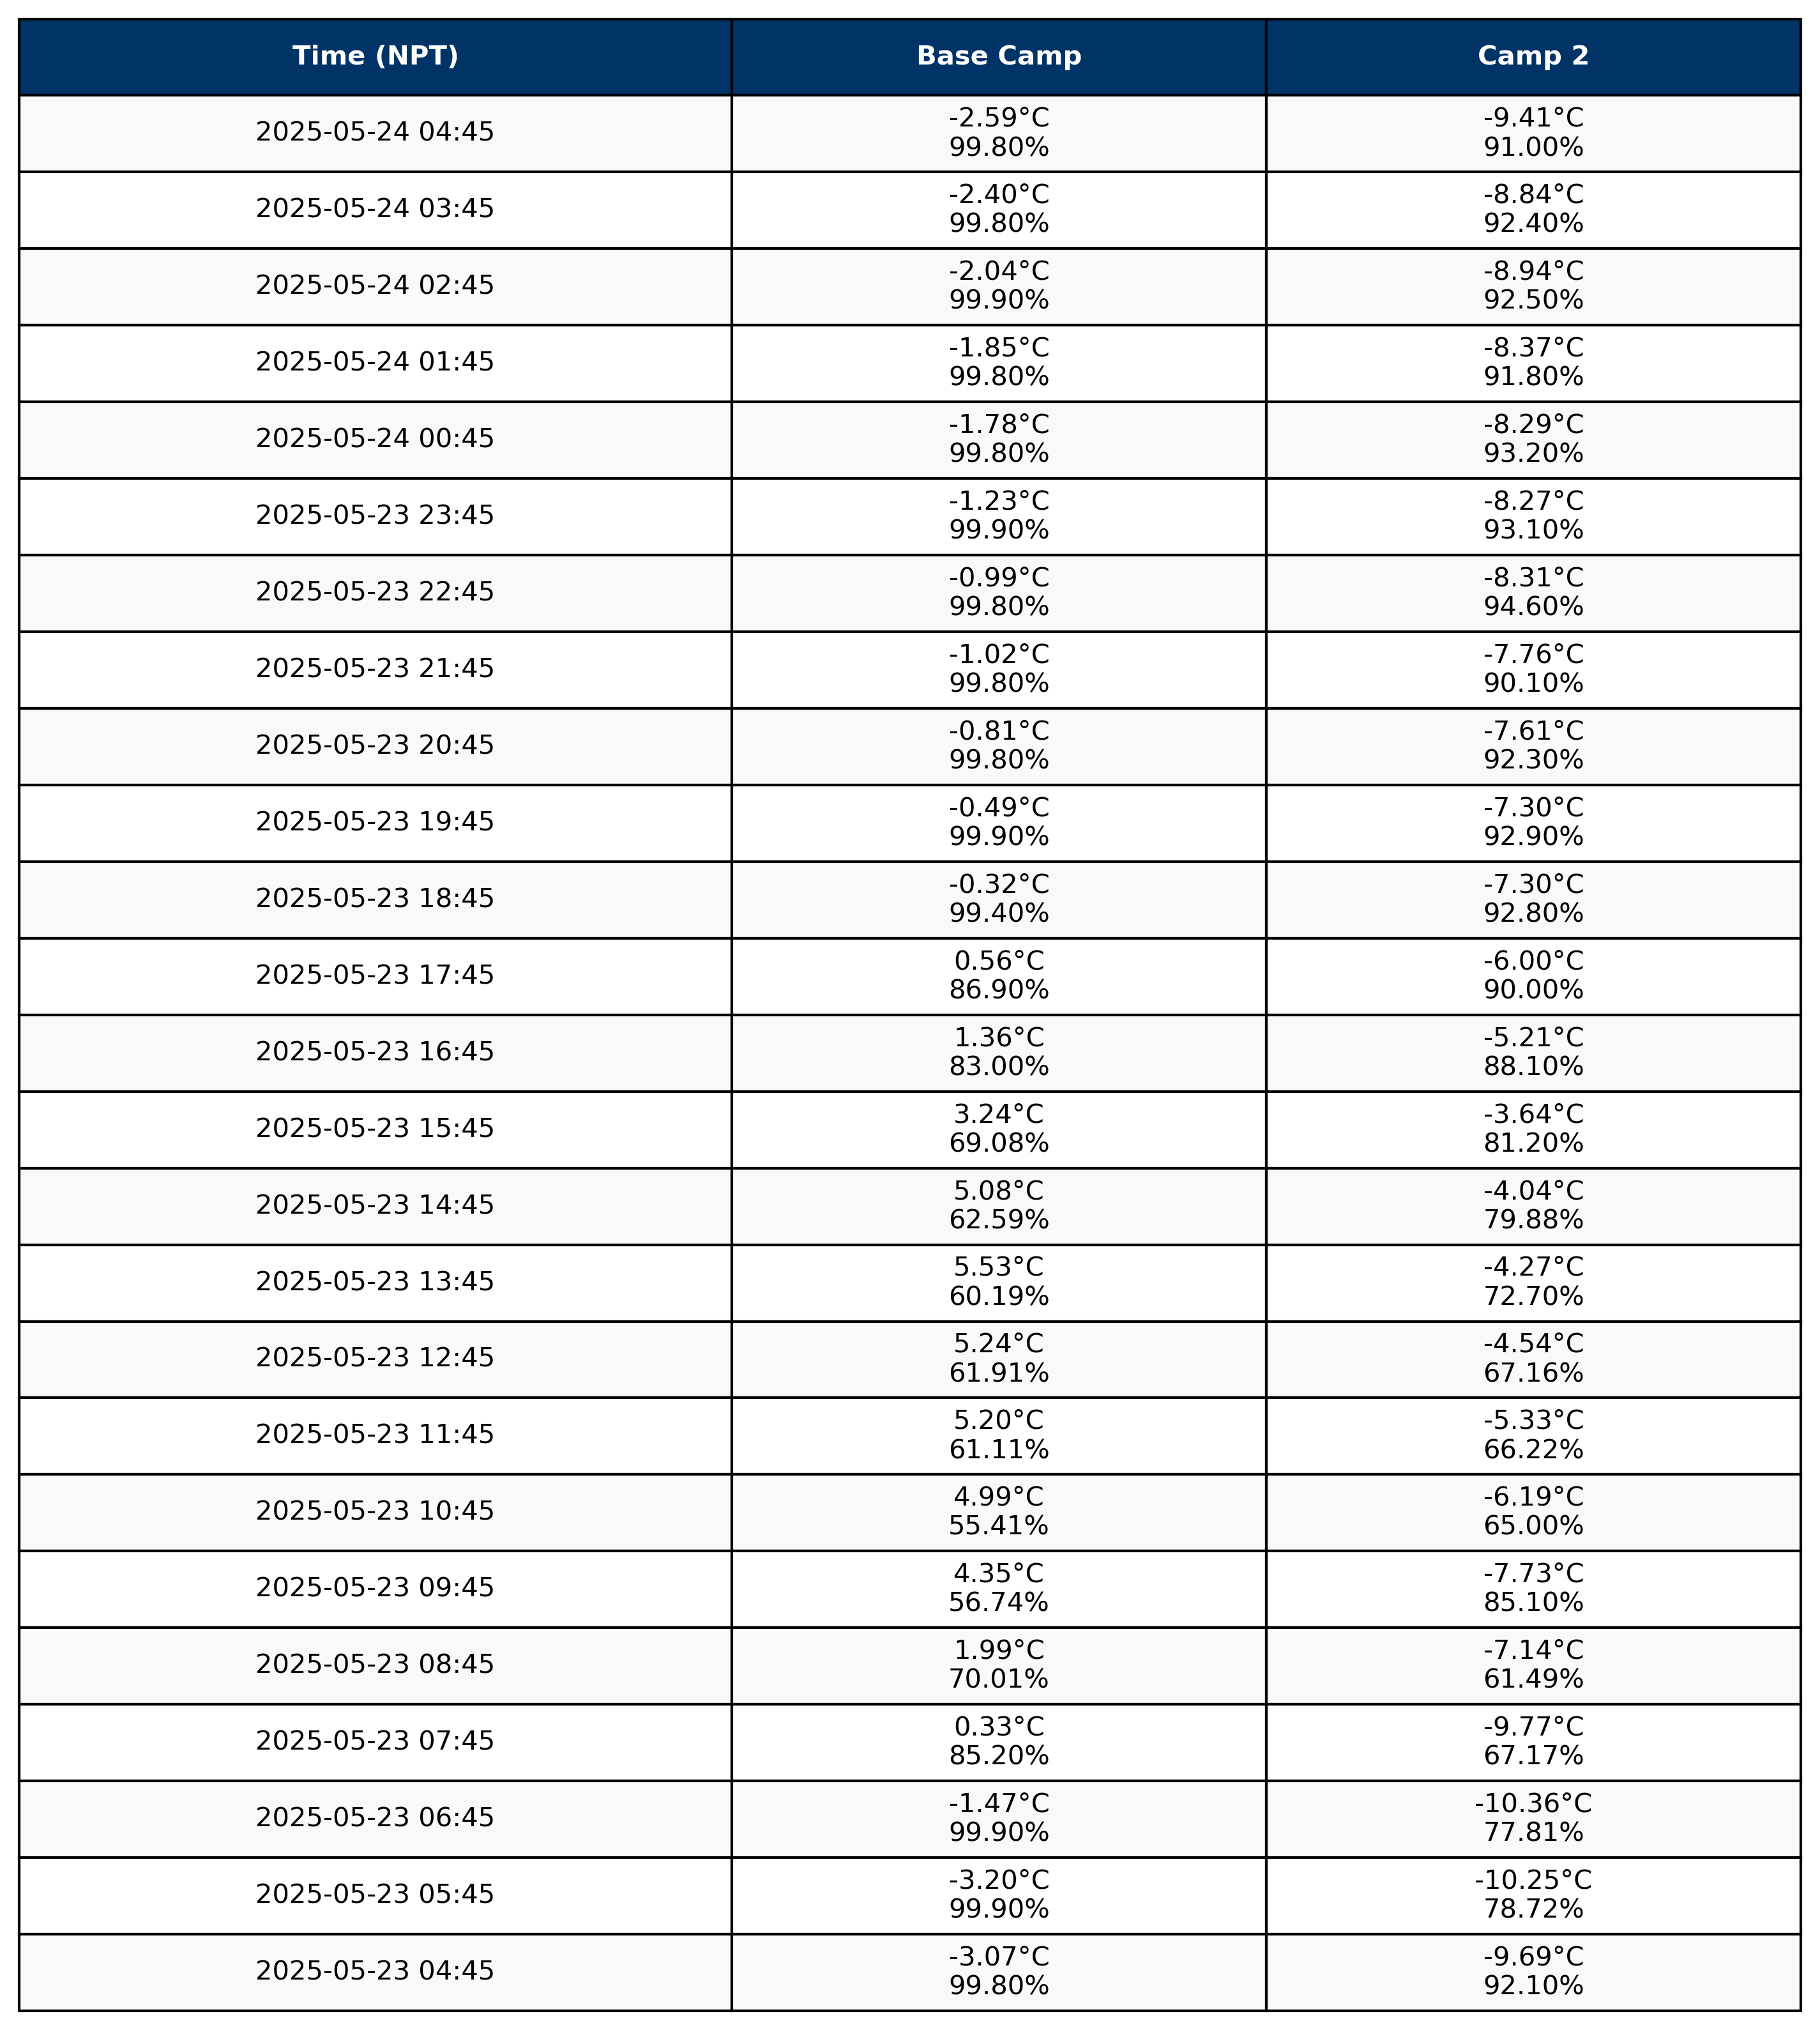 Time (NPT) Base Camp Camp 2
2025-05-24 04:45 -2.59°C -9.41°C
99.80% 91.00%
2025-05-24 03:45 -2.40°C -8.84°C
99.80% 92.40%
2025-05-24 02:45 -2.04°C -8.94°C
99.90% 92.50%
2025-05-24 01:45 -1.85°C -8.37°C
99.80% 91.80%
2025-05-24 00:45 -1.78°C -8.29°C
99.80% 93.20%
2025-05-23 23:45 -1.23°C -8.27°C
99.90% 93.10%
2025-05-23 22:45 -0.99°C -8.31°C
99.80% 94.60%
2025-05-23 21:45 -1.02°C -7.76°C
99.80% 90.10%
2025-05-23 20:45 -0.81°C -7.61°C
99.80% 92.30%
2025-05-23 19:45 -0.49°C -7.30°C
99.90% 92.90%
2025-05-23 18:45 -0.32°C -7.30°C
99.40% 92.80%
2025-05-23 17:45 0.56°C -6.00°C
86.90% 90.00%
2025-05-23 16:45 1.36°C -5.21°C
83.00% 88.10%
2025-05-23 15:45 3.24°C -3.64°C
69.08% 81.20%
2025-05-23 14:45 5.08°C -4.04°C
62.59% 79.88%
2025-05-23 13:45 5.53°C -4.27°C
60.19% 72.70%
2025-05-23 12:45 5.24°C -4.54°C
61.91% 67.16%
2025-05-23 11:45 5.20°C -5.33°C
61.11% 66.22%
2025-05-23 10:45 4.99°C -6.19°C
55.41% 65.00%
2025-05-23 09:45 4.35°C -7.73°C
56.74% 85.10%
2025-05-23 08:45 1.99°C -7.14°C
70.01% 61.49%
2025-05-23 07:45 0.33°C -9.77°C
85.20% 67.17%
2025-05-23 06:45 -1.47°C -10.36°C
99.90% 77.81%
2025-05-23 05:45 -3.20°C -10.25°C
99.90% 78.72%
2025-05-23 04:45 -3.07°C -9.69°C
99.80% 92.10%